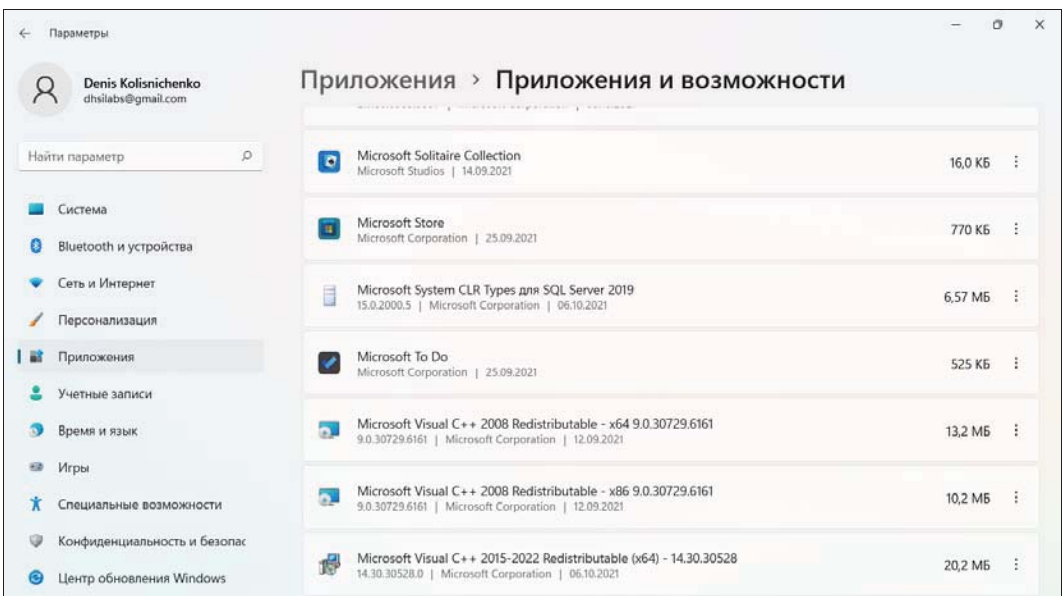 Параметры
Denis Kolisnichenko
dhsilabs@gmail.com
Найти параметр
Система
Bluetooth и устройства
Сеть и Интернет
Персонализация
Приложения
Учетные записи
Время и язык
Игры
Специальные возможности
Конфиденциальность и безопас
Центр обновления Windows
Приложения › Приложения и возможности
Microsoft Solitaire Collection
Microsoft Studios | 14.09.2021
16,0 КБ
Microsoft Store
Microsoft Corporation | 25.09.2021
770 КБ
Microsoft System CLR Types для SQL Server 2019
15.0.2000.5 | Microsoft Corporation | 06.10.2021
6,57 МБ
Microsoft To Do
Microsoft Corporation | 25.09.2021
525 КБ
Microsoft Visual C++ 2008 Redistributable - x64 9.0.30729.6161
9.0.30729.6161 | Microsoft Corporation | 12.09.2021
13,2 МБ
Microsoft Visual C++ 2008 Redistributable - x86 9.0.30729.6161
9.0.30729.6161 | Microsoft Corporation | 12.09.2021
10,2 МБ
Microsoft Visual C++ 2015-2022 Redistributable (x64) - 14.30.30528
14.30.30528.0 | Microsoft Corporation | 06.10.2021
20,2 МБ